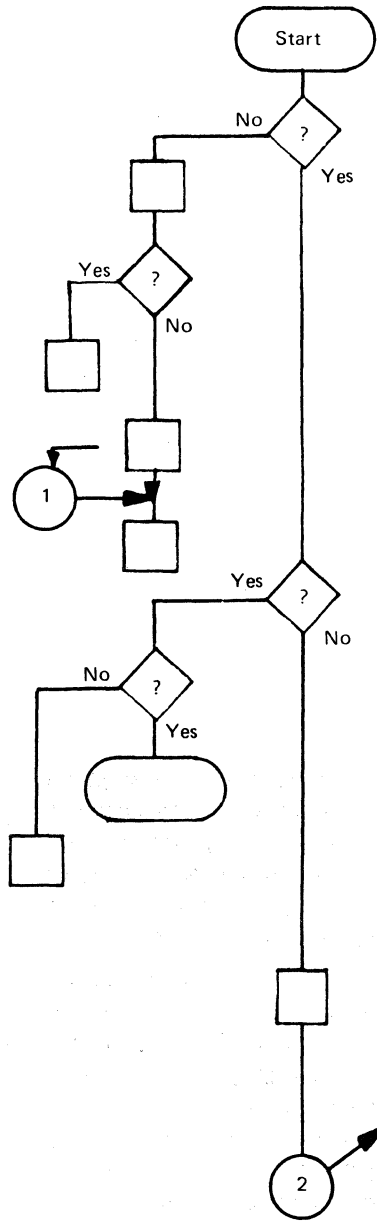 Start
No
?
Yes
Yes
?
No
1
Yes
?
No
No
?
Yes
2